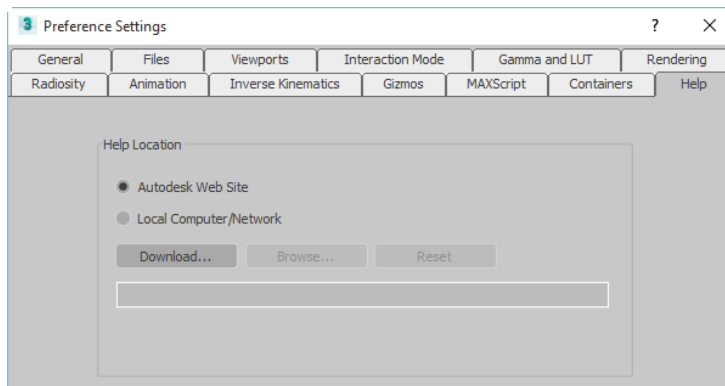 3 Preference Settings ? X
General Files Viewports Interaction Mode Gamma and LUT Rendering
Radiosity Animation Inverse Kinematics Gizmos MAXScript Containers Help
Help Location
Autodesk Web Site
Local Computer/Network
Download... Browse... Reset